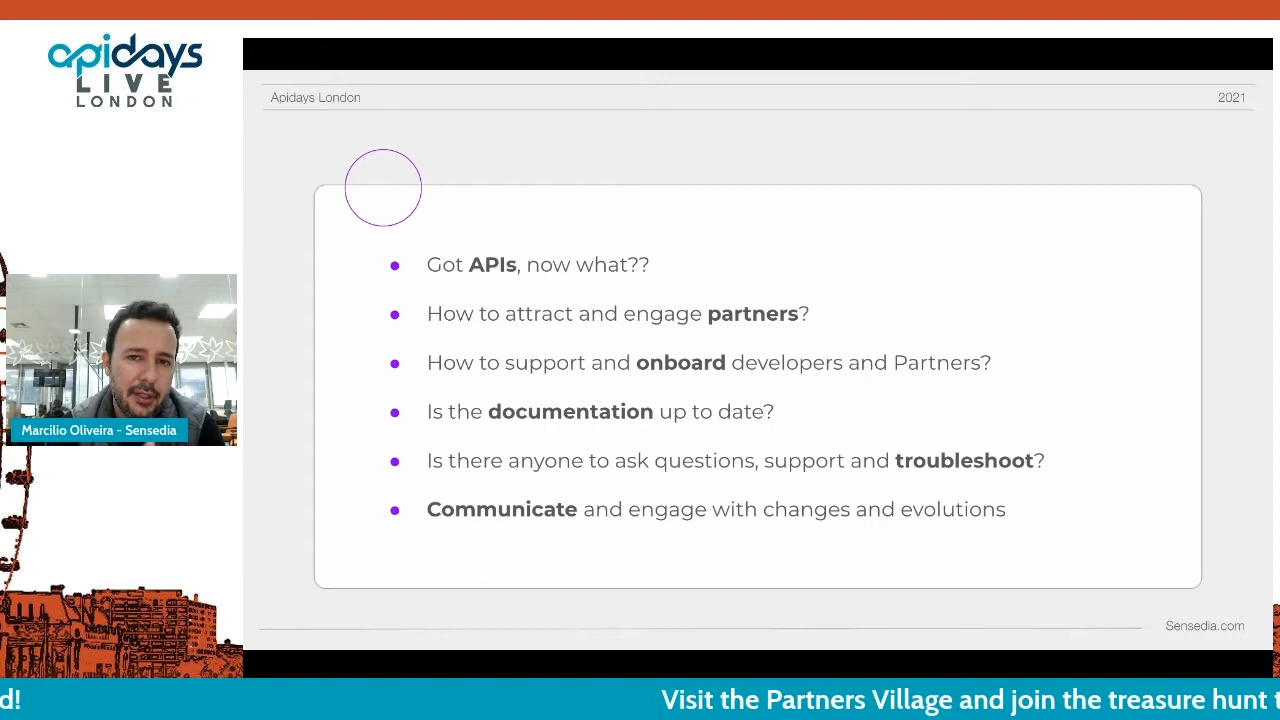 apidays
LIVE
LONDON
Apidays London
2021
Got APIs, now what??
How to attract and engage partners?
How to support and onboard developers and Partners?
Is the documentation up to date?
Is there anyone to ask questions, support and troubleshoot?
Communicate and engage with changes and evolutions
Marcilio Oliveira - Sensedia
Sensedia.com
d! Visit the Partners Village and join the treasure hunt